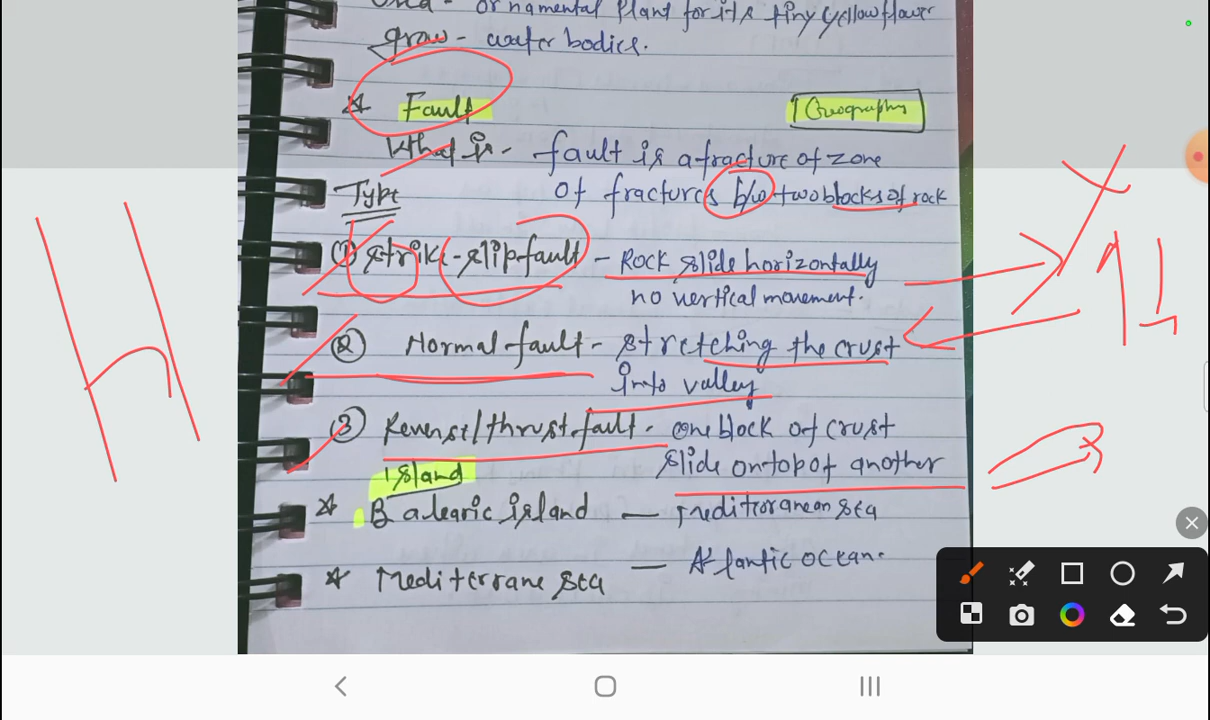 Used - ornamental plant for its tiny yellow flower
grow - water bodies.
Fault
Geography
What is - fault is a fracture of zone
of fractures b/w two blocks of rock
Type
① Strike-slip fault - Rock slide horizontally
no vertical movement.
② Normal fault - stretching the crust
into valley
③ Reverse/thrust fault - one block of crust
slide on top of another
island
Balearic island — Mediterranean sea
Mediterrane sea — Atlantic ocean.